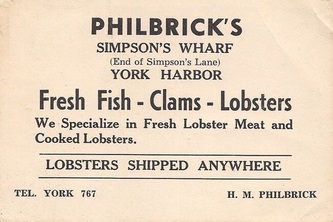 PHILBRICK'S
SIMPSON'S WHARF
(End of Simpson's Lane)
YORK HARBOR
Fresh Fish - Clams - Lobsters
We Specialize in Fresh Lobster Meat and
Cooked Lobsters.
LOBSTERS SHIPPED ANYWHERE
TEL. YORK 767 H. M. PHILBRICK